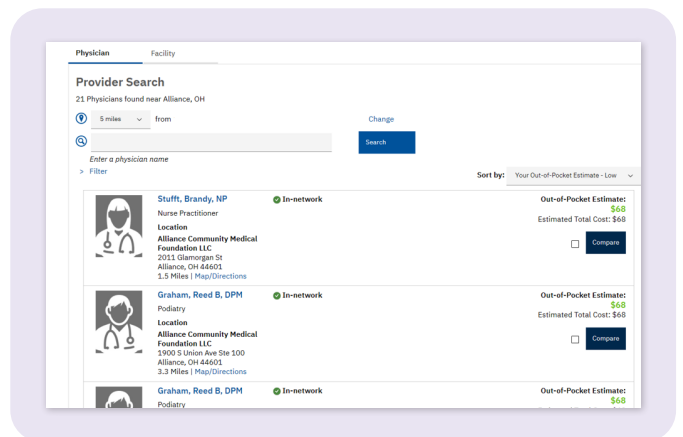 Physician Facility
Provider Search
21 Physicians found near Alliance, OH
5 miles from Change
Search
Enter a physician name
> Filter
Sort by: Your Out-of-Pocket Estimate - Low
Stufft, Brandy, NP In-network Out-of-Pocket Estimate:
$68
Nurse Practitioner
Estimated Total Cost: $68
Location
Alliance Community Medical
Foundation LLC
Compare
2011 Glamorgan St
Alliance, OH 44601
1.5 Miles | Map/Directions
Graham, Reed B, DPM In-network Out-of-Pocket Estimate:
$68
Podiatry
Estimated Total Cost: $68
Location
Alliance Community Medical
Foundation LLC
Compare
1900 S Union Ave Ste 100
Alliance, OH 44601
3.3 Miles | Map/Directions
Graham, Reed B, DPM In-network Out-of-Pocket Estimate:
$68
Podiatry